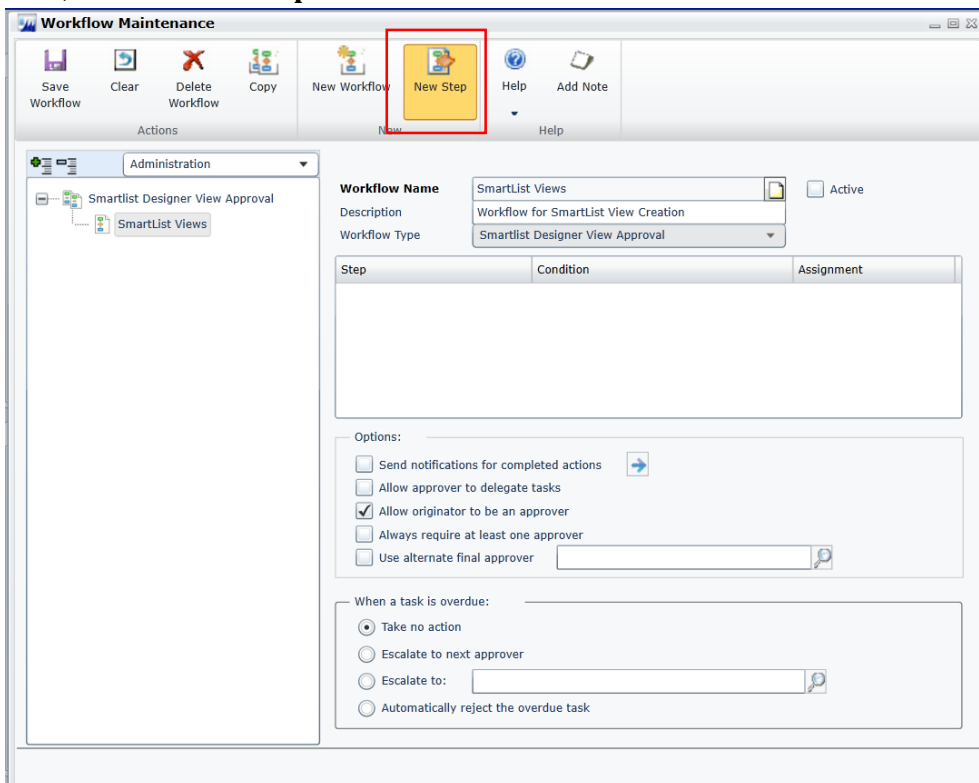 Workflow Maintenance
Save Workflow
Clear
Delete Workflow
Copy
New Workflow
New Step
Help
Add Note
Actions
New
Help
Administration
Smartlist Designer View Approval
SmartList Views
Workflow Name SmartList Views Active
Description Workflow for SmartList View Creation
Workflow Type Smartlist Designer View Approval
Step Condition Assignment
Options:
Send notifications for completed actions
Allow approver to delegate tasks
Allow originator to be an approver
Always require at least one approver
Use alternate final approver
When a task is overdue:
Take no action
Escalate to next approver
Escalate to:
Automatically reject the overdue task